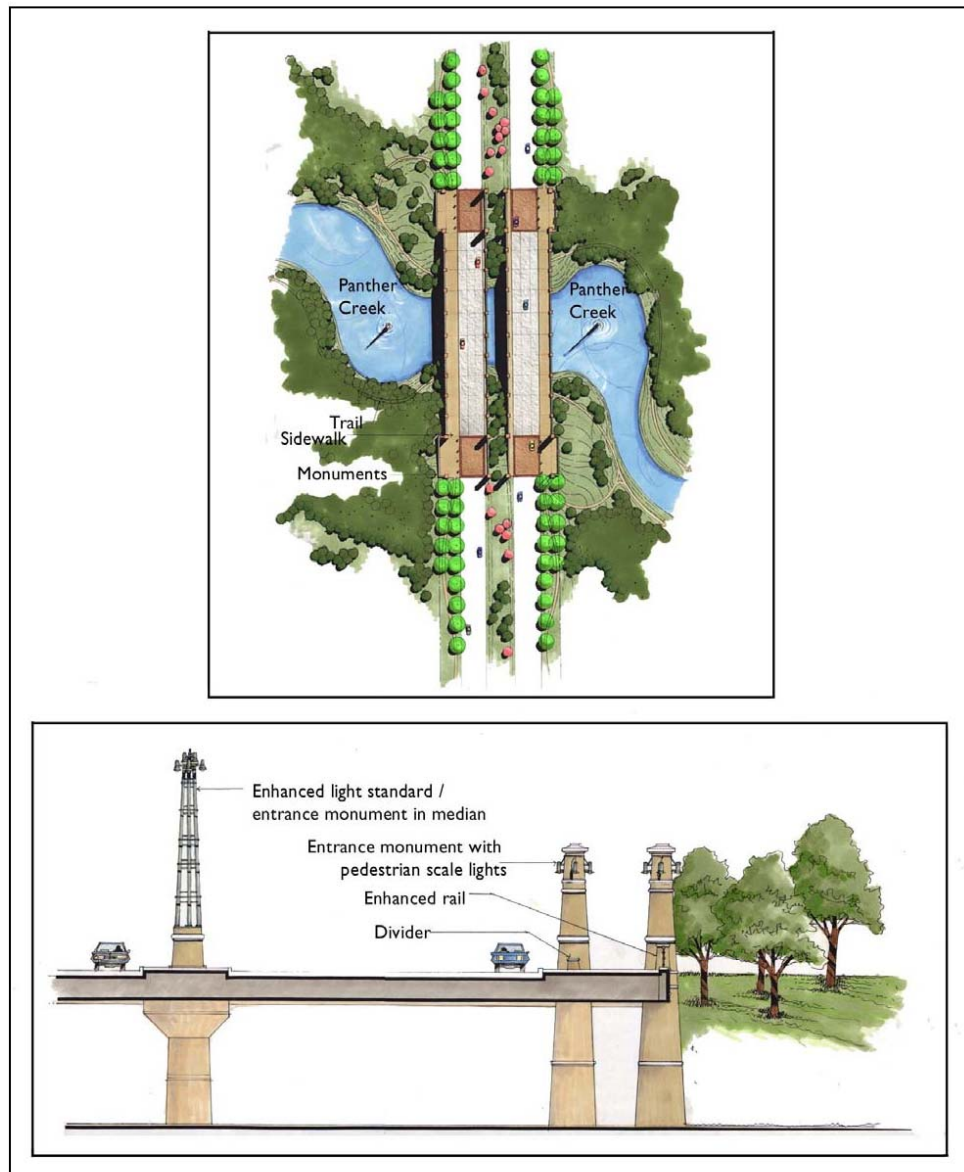 Panther
Creek
Panther
Creek
Trail
Sidewalk
Monuments
Enhanced light standard /
entrance monument in median
Entrance monument with
pedestrian scale lights
Enhanced rail
Divider